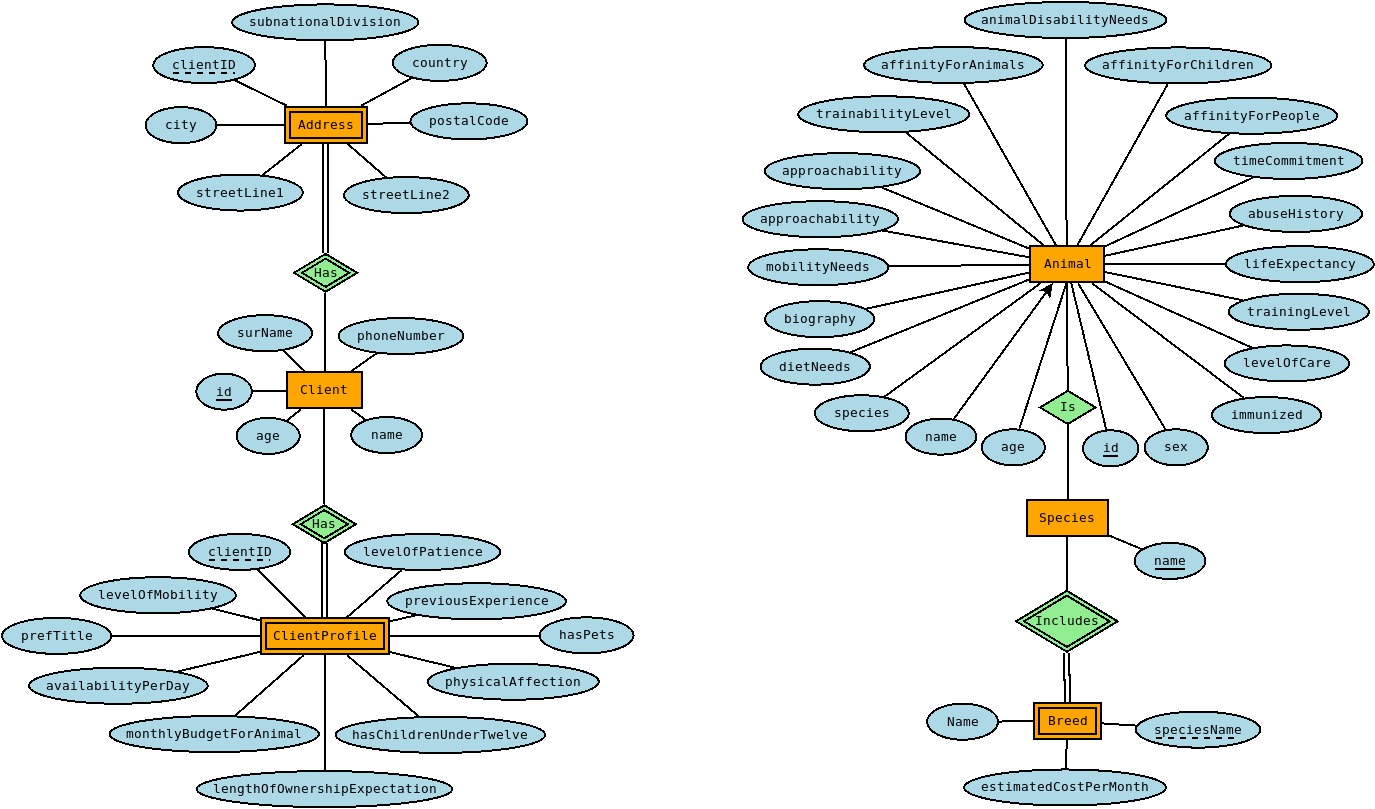 subnationalDivision
clientID
country
city
Address
postalCode
streetLine1
streetLine2
Has
surName
phoneNumber
id
Client
age
name
Has
clientID
levelOfPatience
levelOfMobility
previousExperience
prefTitle
ClientProfile
hasPets
availabilityPerDay
physicalAffection
monthlyBudgetForAnimal
hasChildrenUnderTwelve
lengthOfOwnershipExpectation
animalDisabilityNeeds
affinityForAnimals
affinityForChildren
trainabilityLevel
affinityForPeople
approachability
timeCommitment
approachability
abuseHistory
mobilityNeeds
Animal
lifeExpectancy
biography
trainingLevel
dietNeeds
levelOfCare
species
immunized
name
age
Is
id
sex
Species
name
Includes
Name
Breed
speciesName
estimatedCostPerMonth